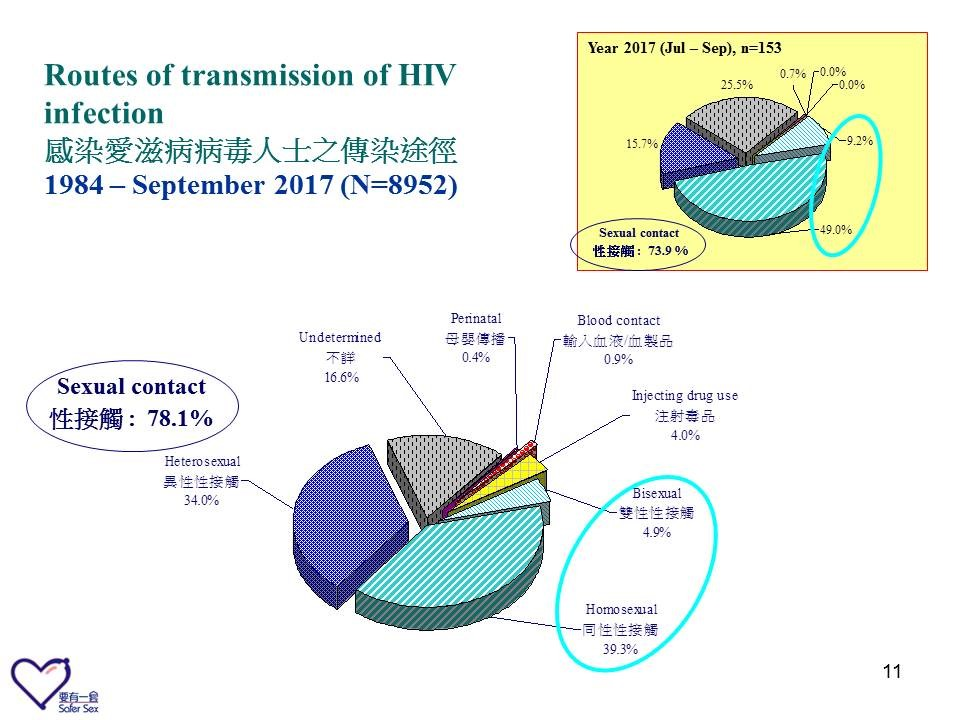 Routes of transmission of HIV
infection
感染愛滋病病毒人士之傳染途徑
1984 – September 2017 (N=8952)
Year 2017 (Jul – Sep), n=153
25.5%
0.7%
0.0%
0.0%
15.7%
9.2%
49.0%
Sexual contact
性接觸 : 73.9 %
Sexual contact
性接觸 : 78.1%
Undetermined
不詳
16.6%
Perinatal
母嬰傳播
0.4%
Blood contact
輸入血液/血製品
0.9%
Injecting drug use
注射毒品
4.0%
Heterosexual
異性性接觸
34.0%
Bisexual
雙性性接觸
4.9%
Homosexual
同性性接觸
39.3%
要有一套
Safer Sex
11